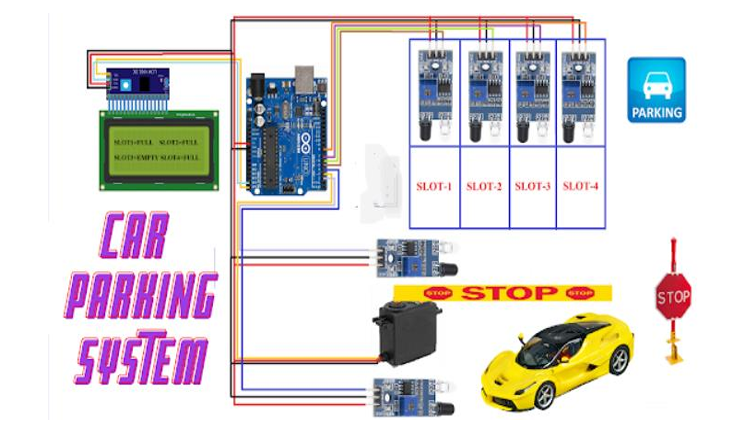 SLOT1=FULL SLOT2=FULL
SLOT3=EMPTY SLOT4=FULL
PARKING
SLOT-1 SLOT-2 SLOT-3 SLOT-4
CAR
PARKING
SYSTEM
STOP STOP STOP
STOP